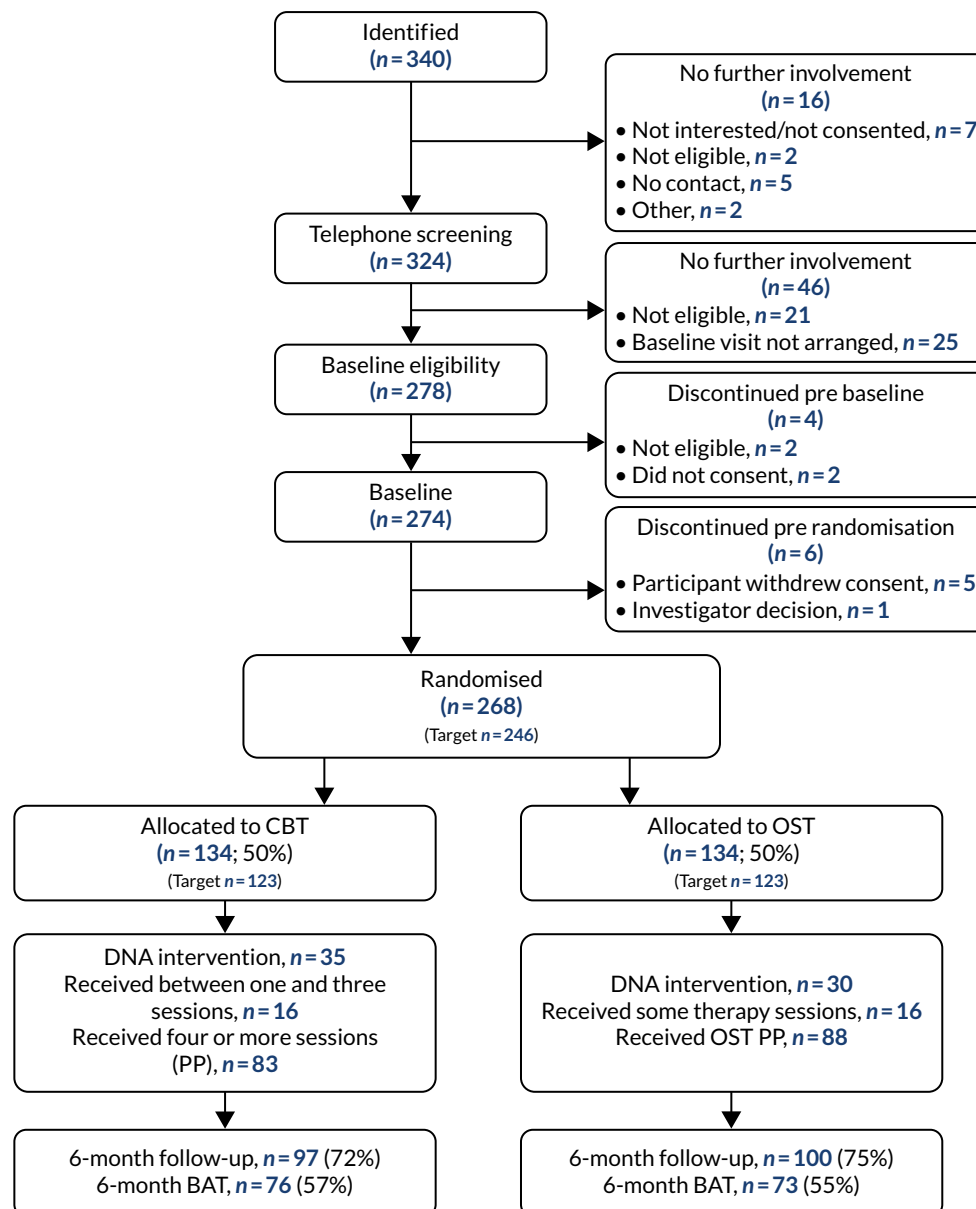 Identified
(n = 340)
No further involvement
(n = 16)
• Not interested/not consented, n = 7
• Not eligible, n = 2
• No contact, n = 5
• Other, n = 2
Telephone screening
(n = 324)
No further involvement
(n = 46)
• Not eligible, n = 21
• Baseline visit not arranged, n = 25
Baseline eligibility
(n = 278)
Discontinued pre baseline
(n = 4)
• Not eligible, n = 2
• Did not consent, n = 2
Baseline
(n = 274)
Discontinued pre randomisation
(n = 6)
• Participant withdrew consent, n = 5
• Investigator decision, n = 1
Randomised
(n = 268)
(Target n = 246)
Allocated to CBT
(n = 134; 50%)
(Target n = 123)
Allocated to OST
(n = 134; 50%)
(Target n = 123)
DNA intervention, n = 35
Received between one and three
sessions, n = 16
Received four or more sessions
(PP), n = 83
DNA intervention, n = 30
Received some therapy sessions, n = 16
Received OST PP, n = 88
6-month follow-up, n = 97 (72%)
6-month BAT, n = 76 (57%)
6-month follow-up, n = 100 (75%)
6-month BAT, n = 73 (55%)